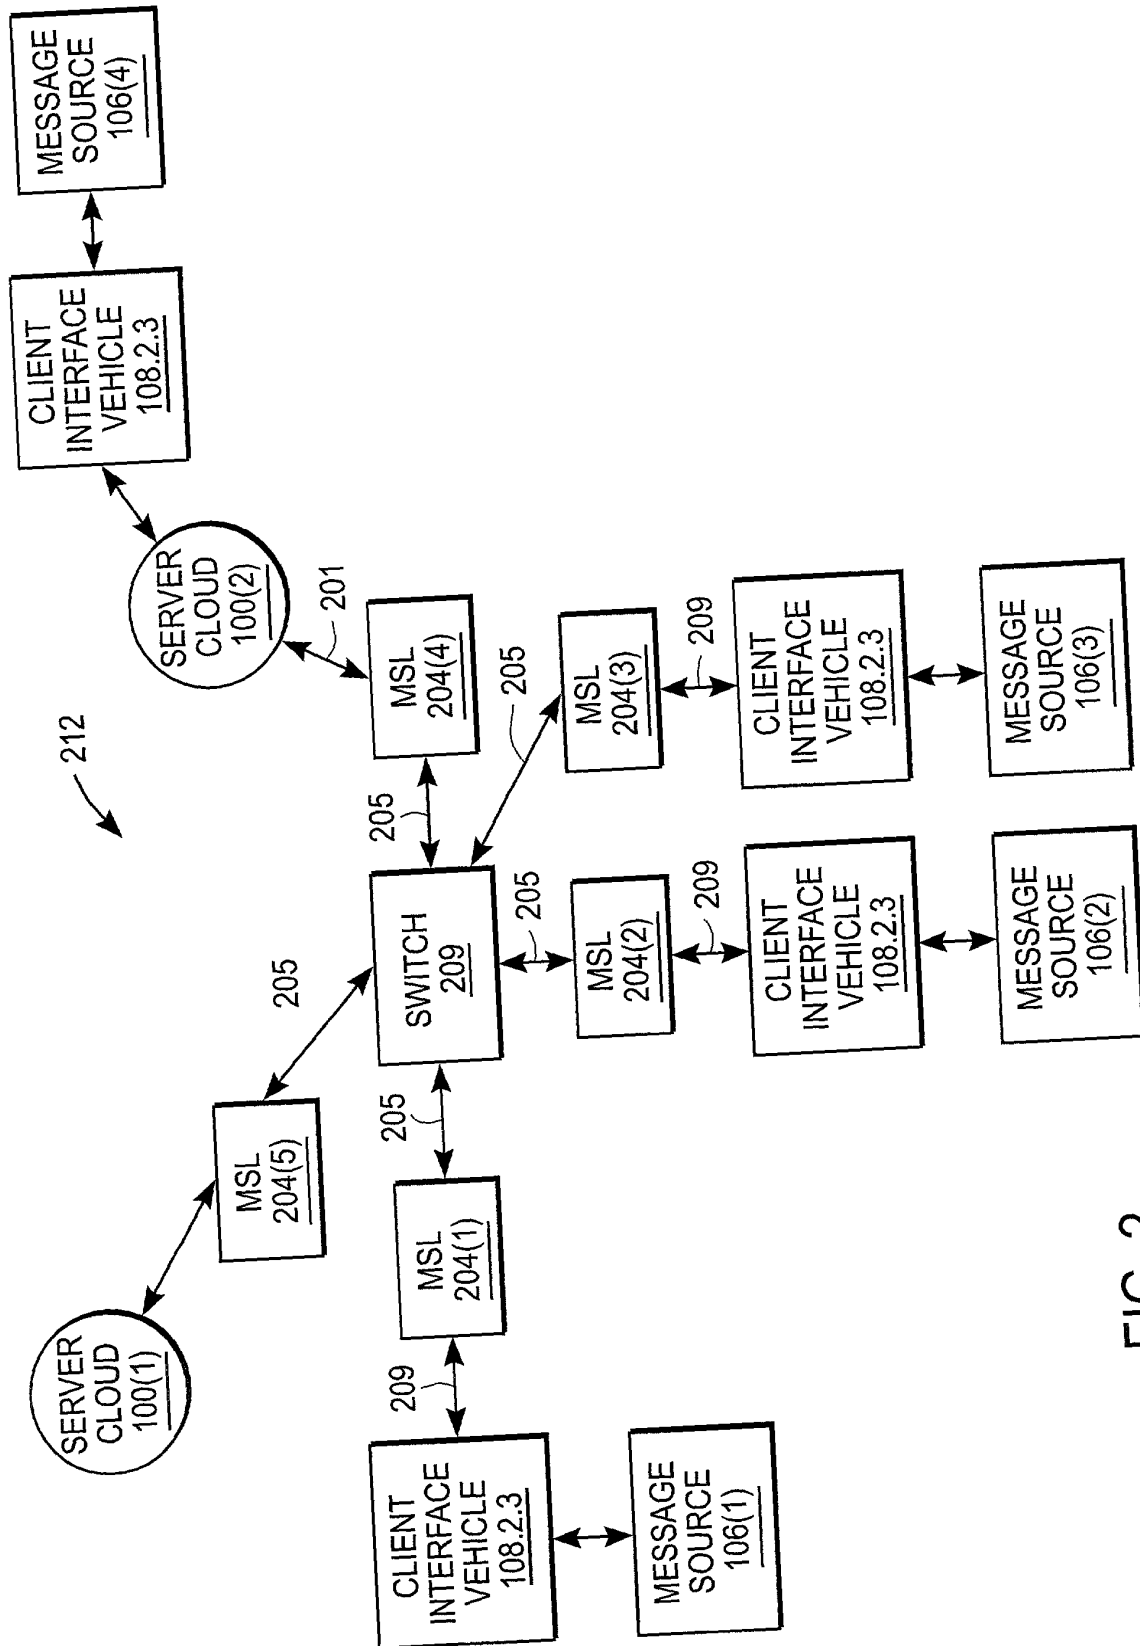 SERVER
CLOUD
100(1)
212
MESSAGE
SOURCE
106(4)
CLIENT
INTERFACE
VEHICLE
108.2.3
SERVER
CLOUD
100(2)
MSL
204(5)
205
201
CLIENT
INTERFACE
VEHICLE
108.2.3
209
MSL
204(1)
205
SWITCH
209
205
MSL
204(4)
205
205
MESSAGE
SOURCE
106(1)
MSL
204(2)
MSL
204(3)
209
209
CLIENT
INTERFACE
VEHICLE
108.2.3
CLIENT
INTERFACE
VEHICLE
108.2.3
MESSAGE
SOURCE
106(2)
MESSAGE
SOURCE
106(3)
FIG. 2